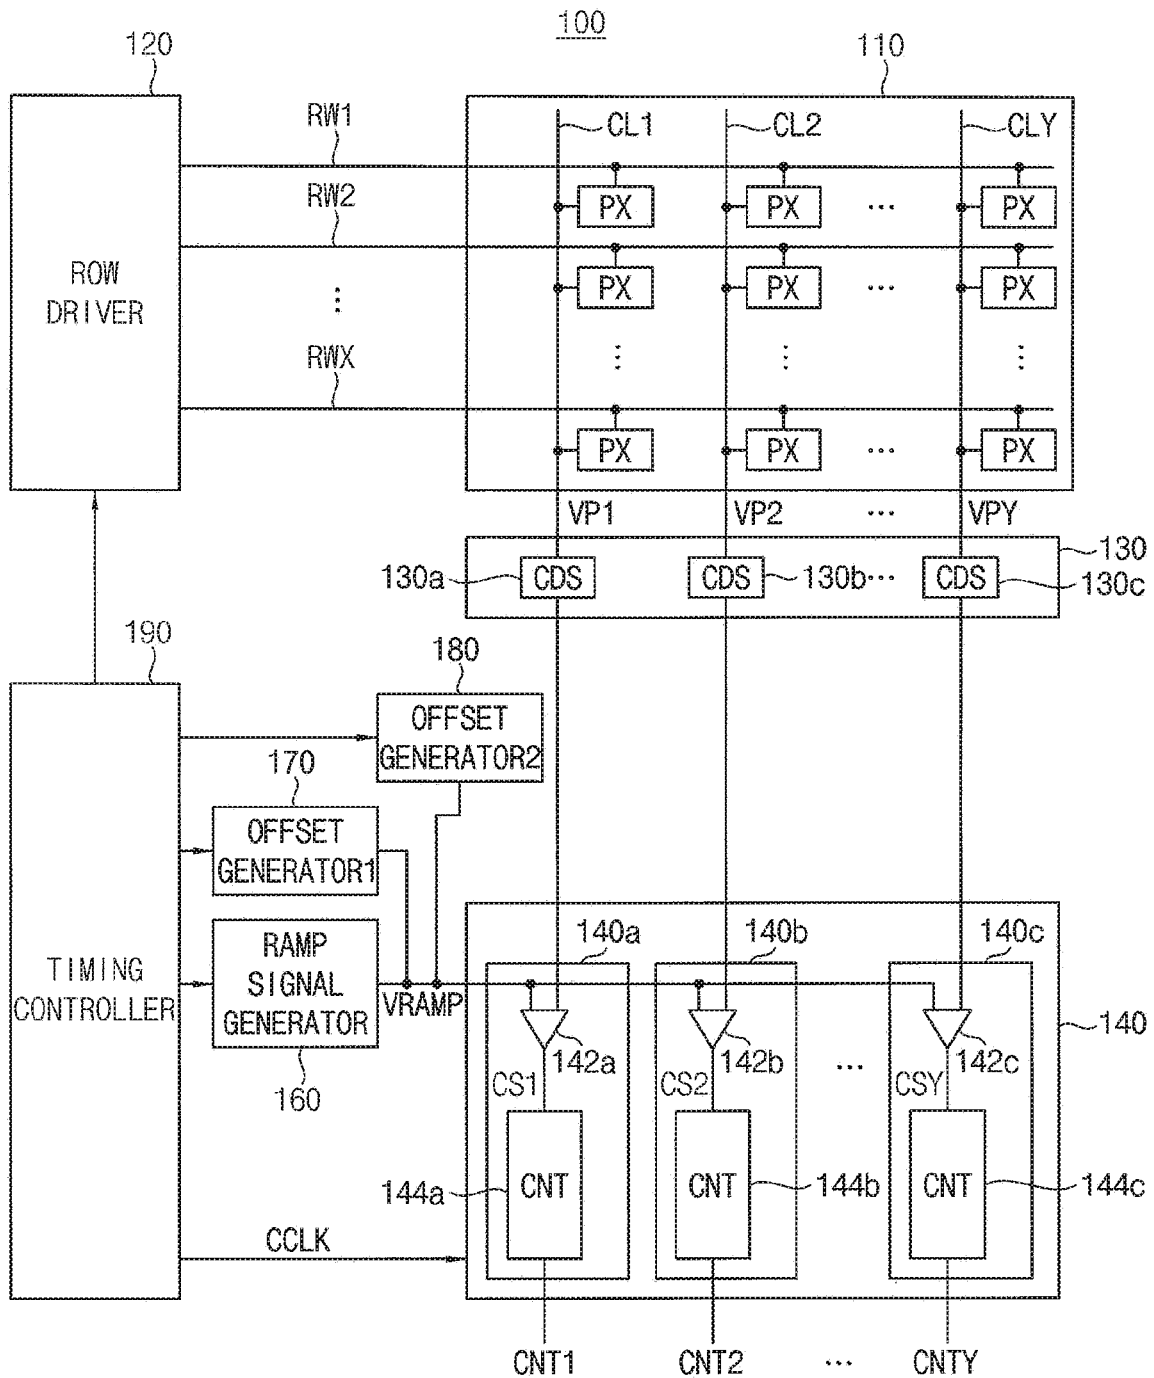 100
120
110
RW1
CL1
CL2
CLY
PX
PX
...
PX
RW2
ROW
DRIVER
PX
PX
...
PX
RWX
PX
PX
...
PX
VP1
VP2
...
VPY
130
130a
CDS
CDS
130b
...
CDS
130c
190
180
OFFSET
GENERATOR2
170
OFFSET
GENERATOR1
140a
140b
140c
RAMP
SIGNAL
GENERATOR
TIMING
CONTROLLER
VRAMP
140
142a
142b
142c
160
CS1
CS2
...
CSY
144a
CNT
CNT
144b
CNT
144c
CCLK
CNT1
CNT2
...
CNTY